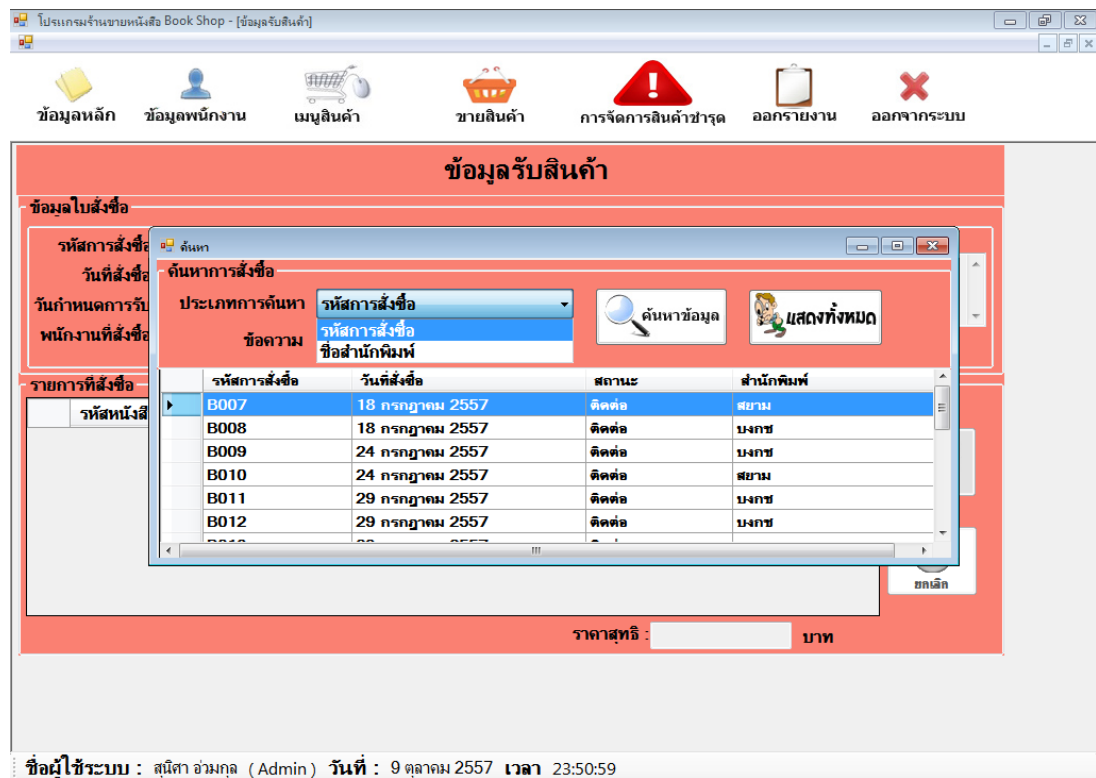 โปรแกรมร้านขายหนังสือ Book Shop - [ข้อมูลรับสินค้า]
ข้อมูลหลัก ข้อมูลพนักงาน เมนูสินค้า ขายสินค้า การจัดการสินค้าชำรุด ออกรายงาน ออกจากระบบ
ข้อมูลรับสินค้า
ข้อมูลใบสั่งซื้อ
รหัสการสั่งซื้อ
วันที่สั่งซื้อ
วันกำหนดการรับ
พนักงานที่สั่งซื้อ
ค้นหา
ค้นหาการสั่งซื้อ
ประเภทการค้นหา รหัสการสั่งซื้อ ค้นหาข้อมูล แสดงทั้งหมด
รหัสการสั่งซื้อ
ข้อความ ชื่อสำนักพิมพ์
รายการที่สั่งซื้อ
รหัสหนังสื
รหัสการสั่งซื้อ วันที่สั่งซื้อ สถานะ สำนักพิมพ์
B007 18 กรกฎาคม 2557 ติดต่อ สยาม
B008 18 กรกฎาคม 2557 ติดต่อ บงกช
B009 24 กรกฎาคม 2557 ติดต่อ บงกช
B010 24 กรกฎาคม 2557 ติดต่อ สยาม
B011 29 กรกฎาคม 2557 ติดต่อ บงกช
B012 29 กรกฎาคม 2557 ติดต่อ บงกช
ยกเลิก
ราคาสุทธิ : บาท
ชื่อผู้ใช้ระบบ : สุนิศา อ่วมกุล ( Admin ) วันที่ : 9 ตุลาคม 2557 เวลา 23:50:59